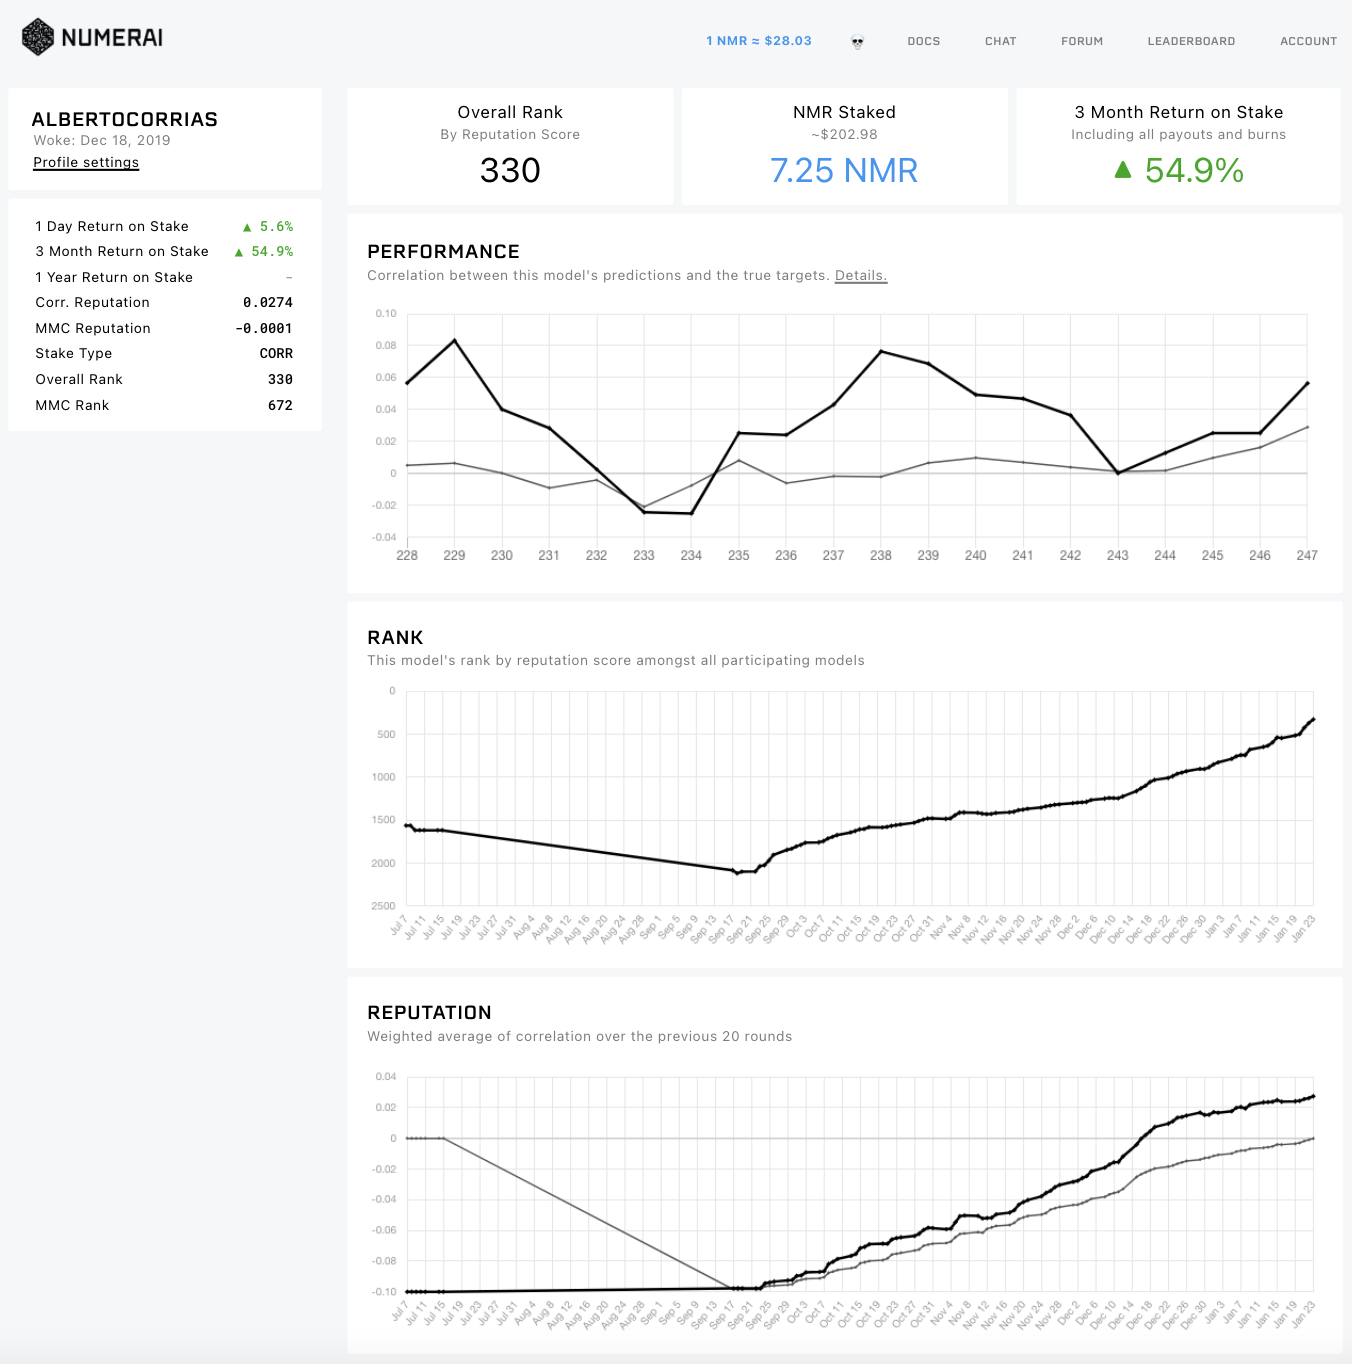 NUMERAI
1 NMR ≈ $28.03
DOCS
CHAT
FORUM
LEADERBOARD
ACCOUNT
ALBERTOCORRIAS
Woke: Dec 18, 2019
Profile settings
1 Day Return on Stake ▲ 5.6%
3 Month Return on Stake ▲ 54.9%
1 Year Return on Stake –
Corr. Reputation 0.0274
MMC Reputation -0.0001
Stake Type CORR
Overall Rank 330
MMC Rank 672
Overall Rank
By Reputation Score
330
NMR Staked
~$202.98
7.25 NMR
3 Month Return on Stake
Including all payouts and burns
▲ 54.9%
PERFORMANCE
Correlation between this model's predictions and the true targets. Details.
0.10
0.08
0.06
0.04
0.02
0
-0.02
-0.04
228 229 230 231 232 233 234 235 236 237 238 239 240 241 242 243 244 245 246 247
RANK
This model's rank by reputation score amongst all participating models
0
500
1000
1500
2000
2500
Jul 7 Jul 11 Jul 15 Jul 19 Jul 23 Jul 27 Jul 31 Aug 4 Aug 8 Aug 12 Aug 16 Aug 20 Aug 24 Aug 28 Sep 1 Sep 5 Sep 9 Sep 13 Sep 17 Sep 21 Sep 25 Sep 29 Oct 3 Oct 7 Oct 11 Oct 15 Oct 19 Oct 23 Oct 27 Oct 31 Nov 4 Nov 8 Nov 12 Nov 16 Nov 20 Nov 24 Nov 28 Dec 2 Dec 6 Dec 10 Dec 14 Dec 18 Dec 22 Dec 26 Dec 30 Jan 3 Jan 7 Jan 11 Jan 15 Jan 19 Jan 23
REPUTATION
Weighted average of correlation over the previous 20 rounds
0.04
0.02
0
-0.02
-0.04
-0.06
-0.08
-0.10
Jul 7 Jul 11 Jul 15 Jul 19 Jul 23 Jul 27 Jul 31 Aug 4 Aug 8 Aug 12 Aug 16 Aug 20 Aug 24 Aug 28 Sep 1 Sep 5 Sep 9 Sep 13 Sep 17 Sep 21 Sep 25 Sep 29 Oct 3 Oct 7 Oct 11 Oct 15 Oct 19 Oct 23 Oct 27 Oct 31 Nov 4 Nov 8 Nov 12 Nov 16 Nov 20 Nov 24 Nov 28 Dec 2 Dec 6 Dec 10 Dec 14 Dec 18 Dec 22 Dec 26 Dec 30 Jan 3 Jan 7 Jan 11 Jan 15 Jan 19 Jan 23